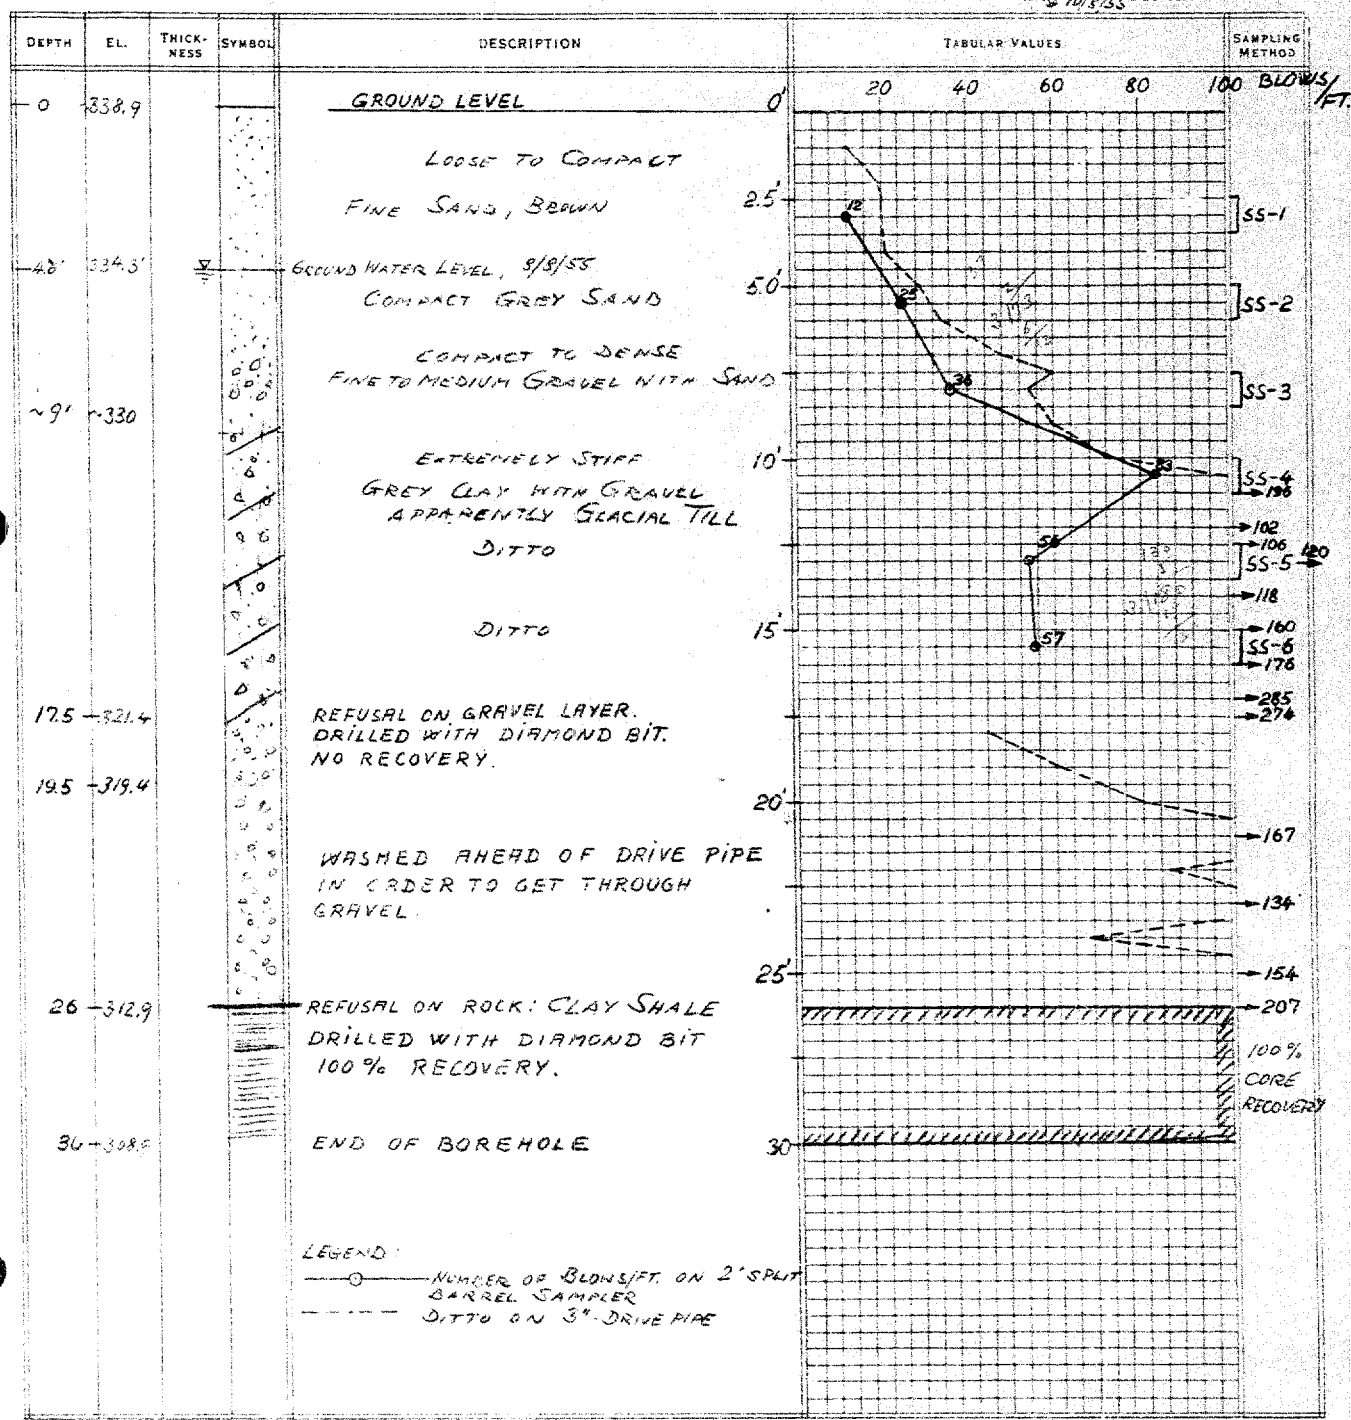 10/5/55
DEPTH EL. THICK-NESS SYMBOL DESCRIPTION TABULAR VALUES SAMPLING METHOD
20 40 60 80 100 BLOWS/FT.
0 338.9 GROUND LEVEL 0'
LOOSE TO COMPACT
FINE SAND, BROWN
2.5'
12
SS-1
334.3' GROUND WATER LEVEL, 9/8/55
COMPACT GREY SAND
5.0'
25
SS-2
COMPACT TO DENSE
FINE TO MEDIUM GRAVEL WITH SAND
36
SS-3
~9' ~330
EXTREMELY STIFF
GREY CLAY WITH GRAVEL
APPARENTLY GLACIAL TILL
10'
83
SS-4
196
DITTO
102
106
SS-5 120
118
DITTO
15'
57
160
SS-6
176
17.5 321.4 REFUSAL ON GRAVEL LAYER.
DRILLED WITH DIAMOND BIT.
NO RECOVERY.
285
274
19.5 319.4
20'
167
WASHED AHEAD OF DRIVE PIPE
IN ORDER TO GET THROUGH
GRAVEL.
134
25'
154
26 312.9 REFUSAL ON ROCK: CLAY SHALE
DRILLED WITH DIAMOND BIT
100% RECOVERY.
207
100%
CORE
RECOVERY
END OF BOREHOLE
30
LEGEND:
NUMBER OF BLOWS/FT. ON 2" SPLIT
BARREL SAMPLER
DITTO ON 3" DRIVE PIPE